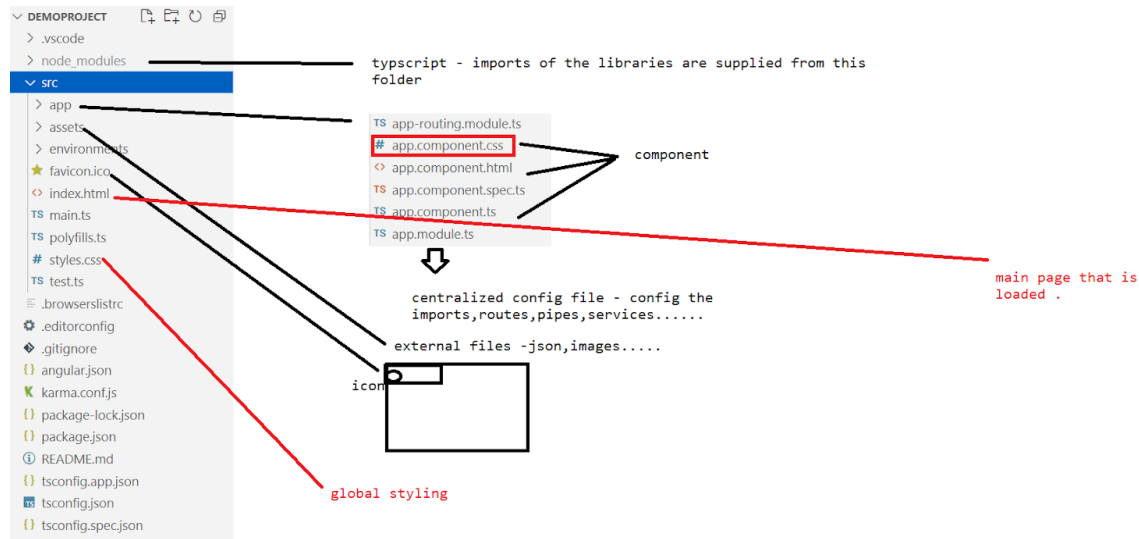 DEMOPROJECT
.vscode
node_modules
src
app
assets
environments
favicon.ico
index.html
TS main.ts
TS polyfills.ts
# styles.css
TS test.ts
.browserslistrc
.editorconfig
.gitignore
{} angular.json
K karma.conf.js
{} package-lock.json
{} package.json
README.md
{} tsconfig.app.json
TS tsconfig.json
{} tsconfig.spec.json
typscript - imports of the libraries are supplied from this
folder
TS app-routing.module.ts
# app.component.css
<> app.component.html
TS app.component.spec.ts
TS app.component.ts
TS app.module.ts
component
centralized config file - config the
imports,routes,pipes,services......
external files -json,images.....
icon
main page that is
loaded .
global styling